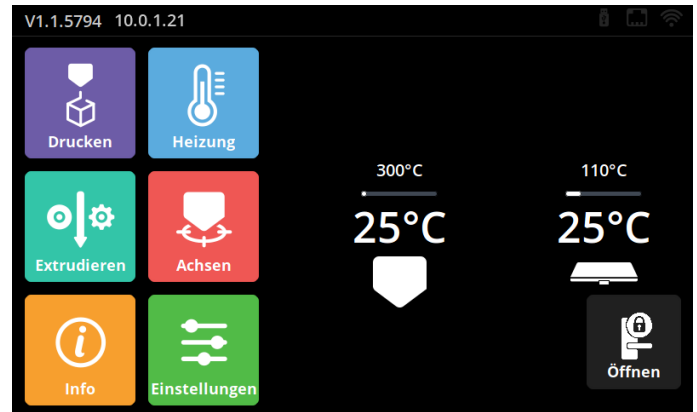 V1.1.5794 10.0.1.21
Drucken
Heizung
300°C
110°C
25°C
25°C
Extrudieren
Achsen
Info
Einstellungen
Öffnen